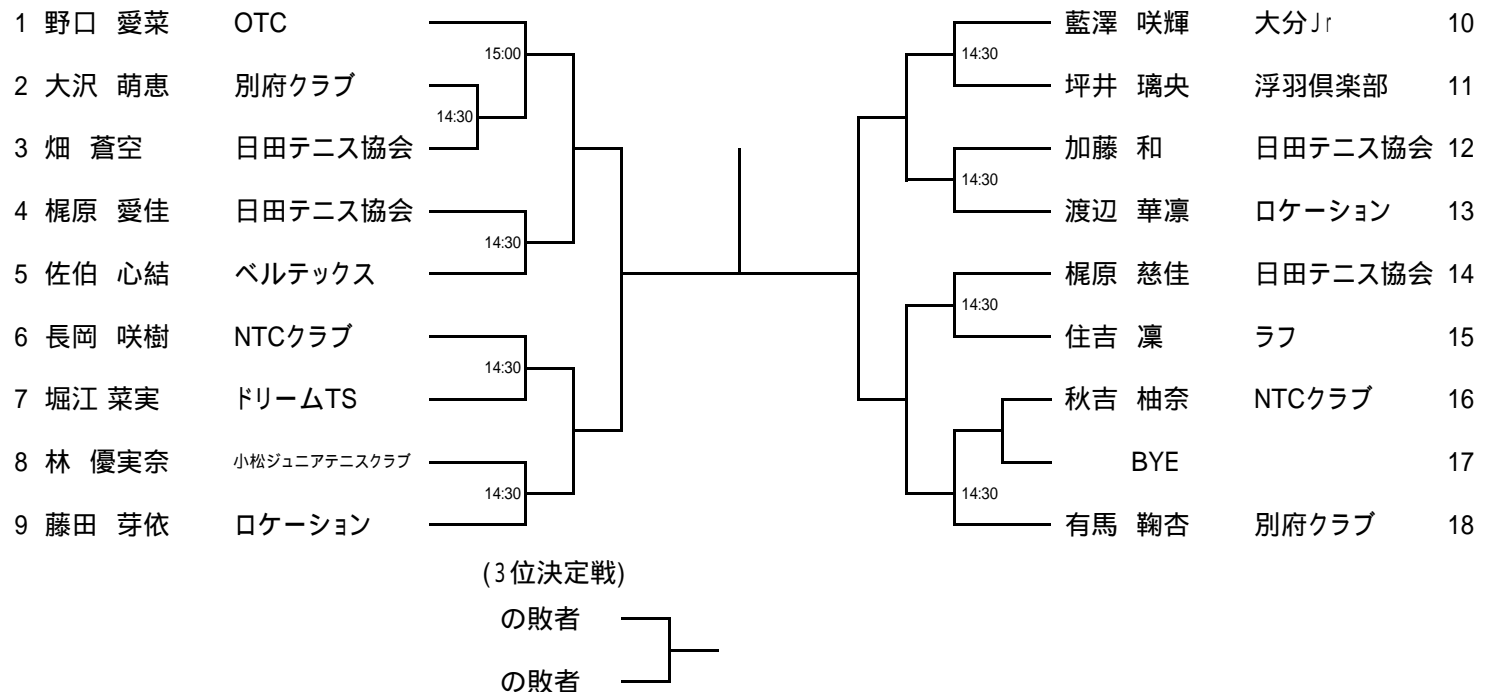 1 野口 愛菜 OTC
15:00
2 大沢 萌恵 別府クラブ
14:30
3 畑 蒼空 日田テニス協会
4 梶原 愛佳 日田テニス協会
14:30
5 佐伯 心結 ベルテックス
6 長岡 咲樹 NTCクラブ
14:30
7 堀江 菜実 ドリームTS
8 林 優実奈 小松ジュニアテニスクラブ
14:30
9 藤田 芽依 ロケーション
藍澤 咲輝 大分Jr 10
14:30
坪井 璃央 浮羽倶楽部 11
加藤 和 日田テニス協会 12
14:30
渡辺 華凛 ロケーション 13
梶原 慈佳 日田テニス協会 14
14:30
住吉 凜 ラフ 15
秋吉 柚奈 NTCクラブ 16
BYE 17
14:30
有馬 鞠杏 別府クラブ 18
(3位決定戦)
の敗者
の敗者